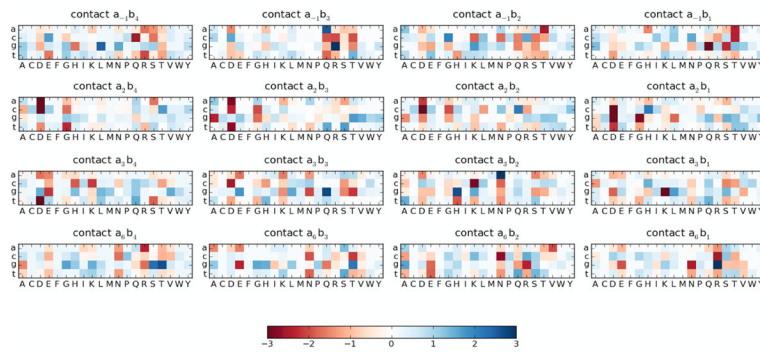 contact a₋₁b₄ contact a₋₁b₃ contact a₋₁b₂ contact a₋₁b₁
a a a a
c c c c
g g g g
t t t t
A C D E F G H I K L M N P Q R S T V W Y A C D E F G H I K L M N P Q R S T V W Y A C D E F G H I K L M N P Q R S T V W Y A C D E F G H I K L M N P Q R S T V W Y
contact a₂b₄ contact a₂b₃ contact a₂b₂ contact a₂b₁
a a a a
c c c c
g g g g
t t t t
A C D E F G H I K L M N P Q R S T V W Y A C D E F G H I K L M N P Q R S T V W Y A C D E F G H I K L M N P Q R S T V W Y A C D E F G H I K L M N P Q R S T V W Y
contact a₃b₄ contact a₃b₃ contact a₃b₂ contact a₃b₁
a a a a
c c c c
g g g g
t t t t
A C D E F G H I K L M N P Q R S T V W Y A C D E F G H I K L M N P Q R S T V W Y A C D E F G H I K L M N P Q R S T V W Y A C D E F G H I K L M N P Q R S T V W Y
contact a₆b₄ contact a₆b₃ contact a₆b₂ contact a₆b₁
a a a a
c c c c
g g g g
t t t t
A C D E F G H I K L M N P Q R S T V W Y A C D E F G H I K L M N P Q R S T V W Y A C D E F G H I K L M N P Q R S T V W Y A C D E F G H I K L M N P Q R S T V W Y
−3 −2 −1 0 1 2 3